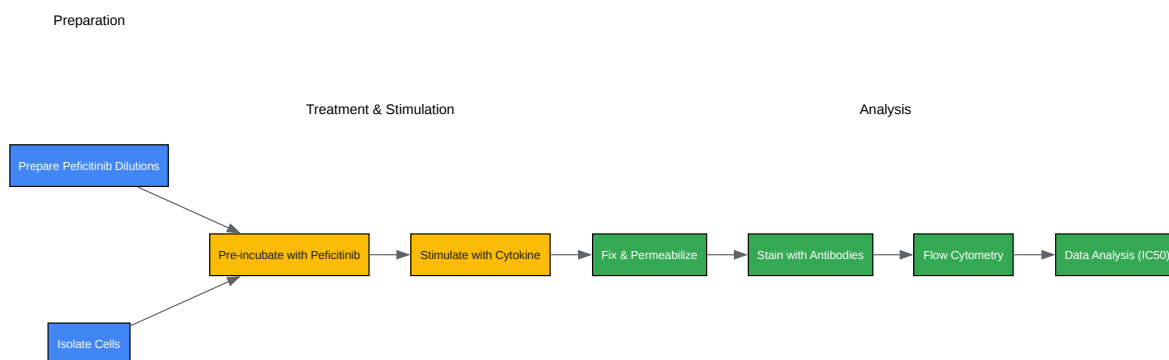 Preparation
Treatment & Stimulation
Analysis
Prepare Peficitinib Dilutions
Pre-incubate with Peficitinib
Stimulate with Cytokine
Fix & Permeabilize
Stain with Antibodies
Flow Cytometry
Data Analysis (IC50)
Isolate Cells